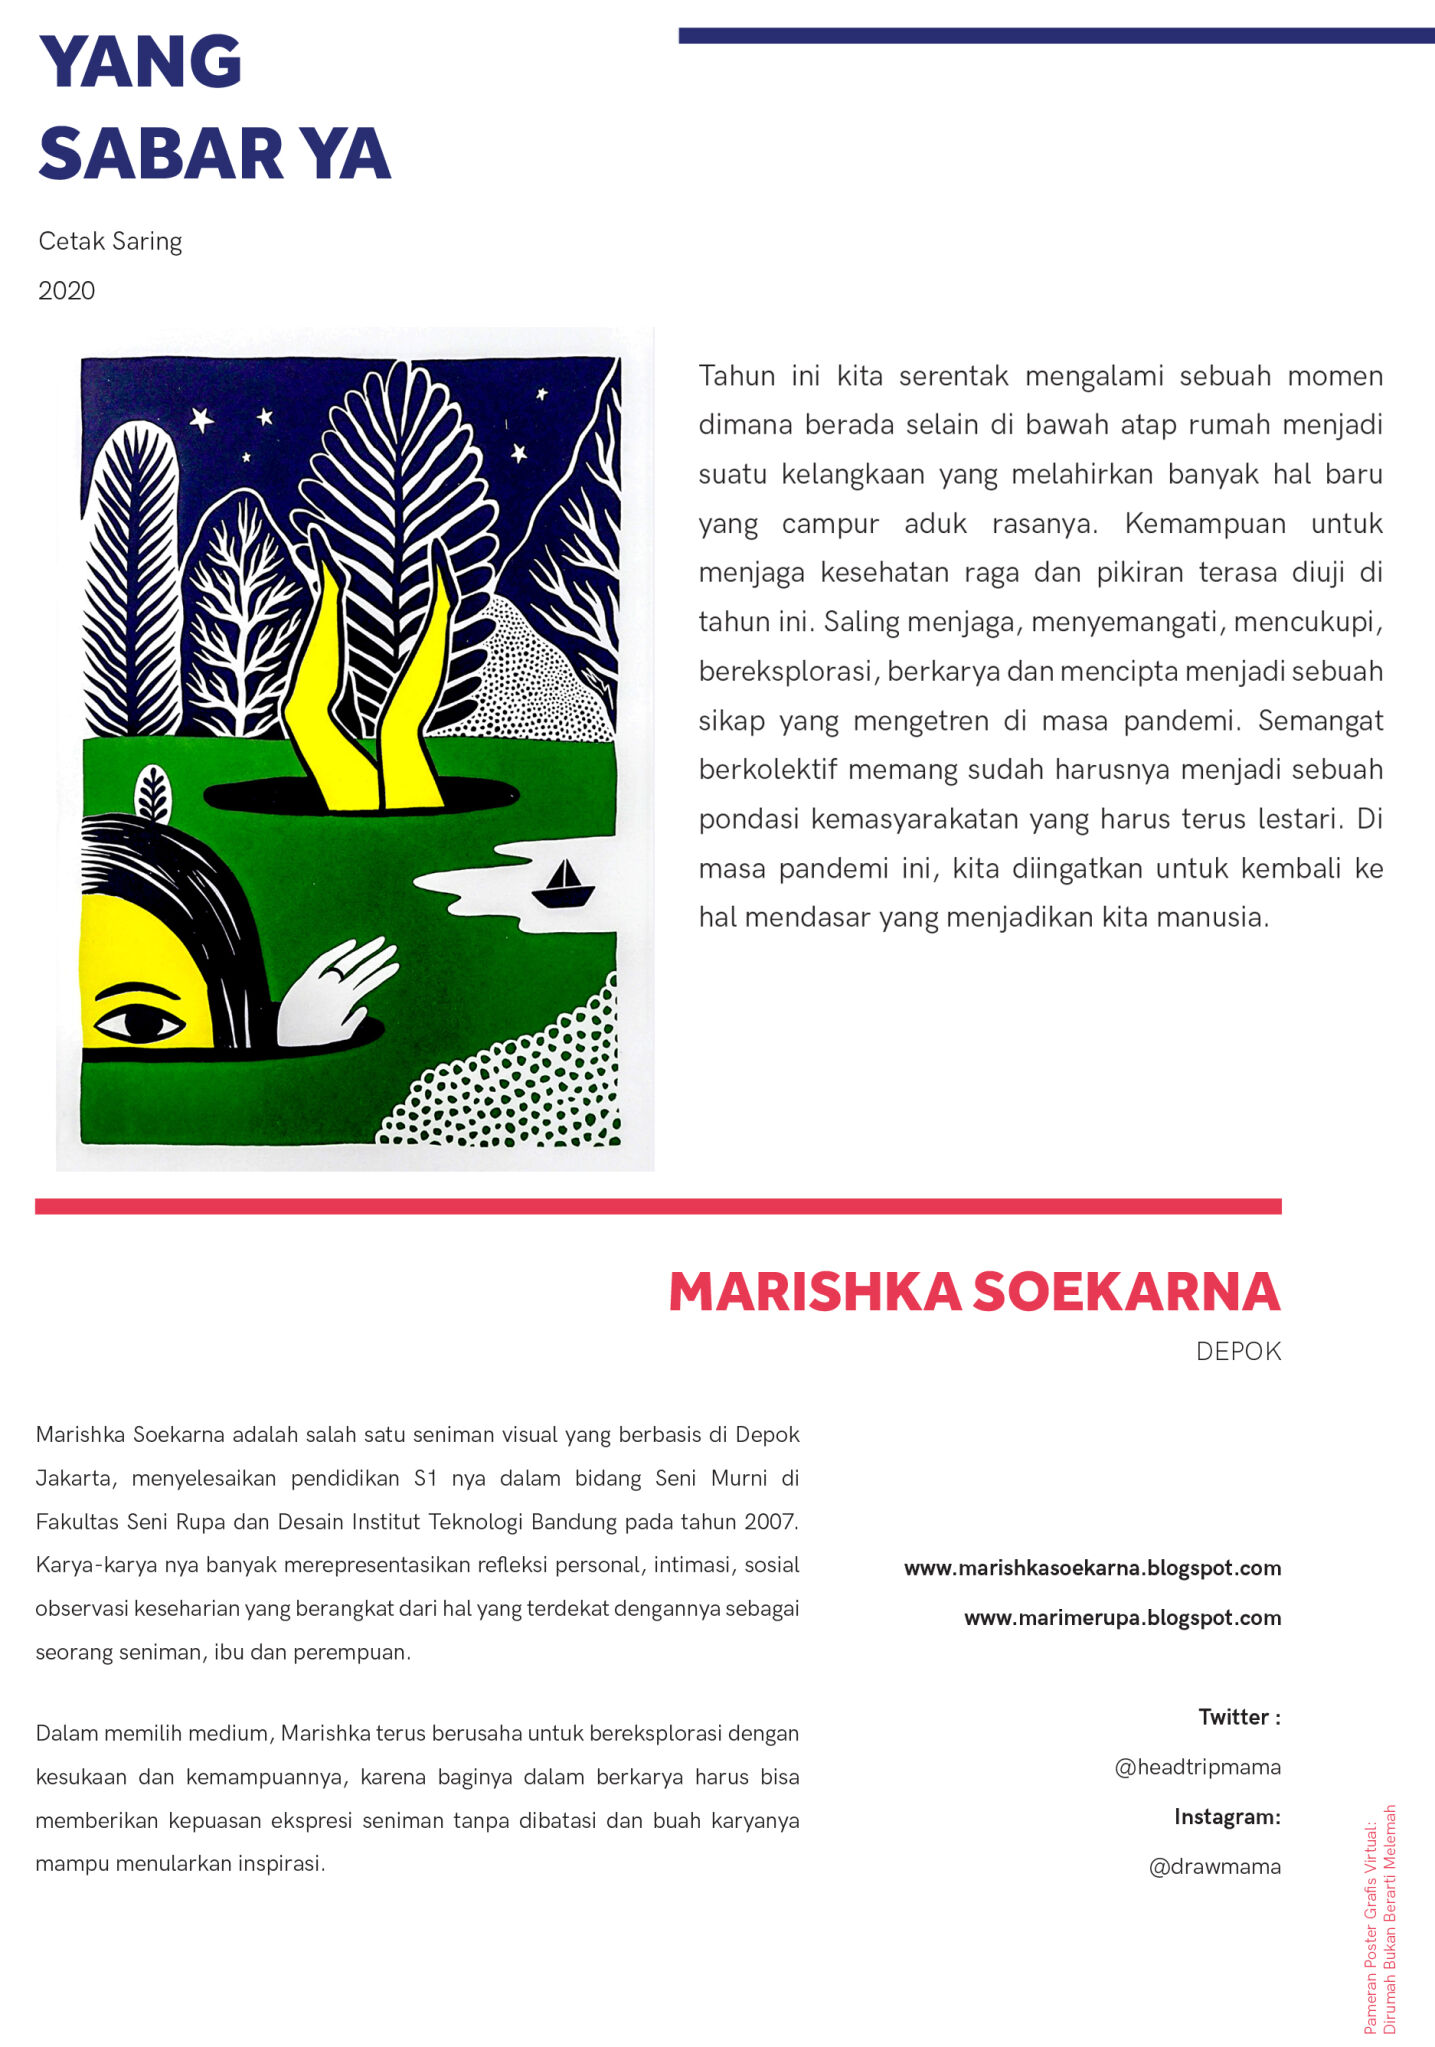 YANG
SABAR YA
Cetak Saring
2020
Tahun ini kita serentak mengalami sebuah momen
dimana berada selain di bawah atap rumah menjadi
suatu kelangkaan yang melahirkan banyak hal baru
yang campur aduk rasanya. Kemampuan untuk
menjaga kesehatan raga dan pikiran terasa diuji di
tahun ini. Saling menjaga, menyemangati, mencukupi,
bereksplorasi, berkarya dan mencipta menjadi sebuah
sikap yang mengetren di masa pandemi. Semangat
berkolektif memang sudah harusnya menjadi sebuah
pondasi kemasyarakatan yang harus terus lestari. Di
masa pandemi ini, kita diingatkan untuk kembali ke
hal mendasar yang menjadikan kita manusia.
MARISHKA SOEKARNA
DEPOK
Marishka Soekarna adalah salah satu seniman visual yang berbasis di Depok
Jakarta, menyelesaikan pendidikan S1 nya dalam bidang Seni Murni di
Fakultas Seni Rupa dan Desain Institut Teknologi Bandung pada tahun 2007.
Karya-karya nya banyak merepresentasikan refleksi personal, intimasi, sosial
observasi keseharian yang berangkat dari hal yang terdekat dengannya sebagai
seorang seniman, ibu dan perempuan.
Dalam memilih medium, Marishka terus berusaha untuk bereksplorasi dengan
kesukaan dan kemampuannya, karena baginya dalam berkarya harus bisa
memberikan kepuasan ekspresi seniman tanpa dibatasi dan buah karyanya
mampu menularkan inspirasi.
www.marishkasoekarna.blogspot.com
www.marimerupa.blogspot.com
Twitter :
@headtripmama
Instagram:
@drawmama
Pameran Poster Grafis Virtual:
Dirumah Bukan Berarti Melemah